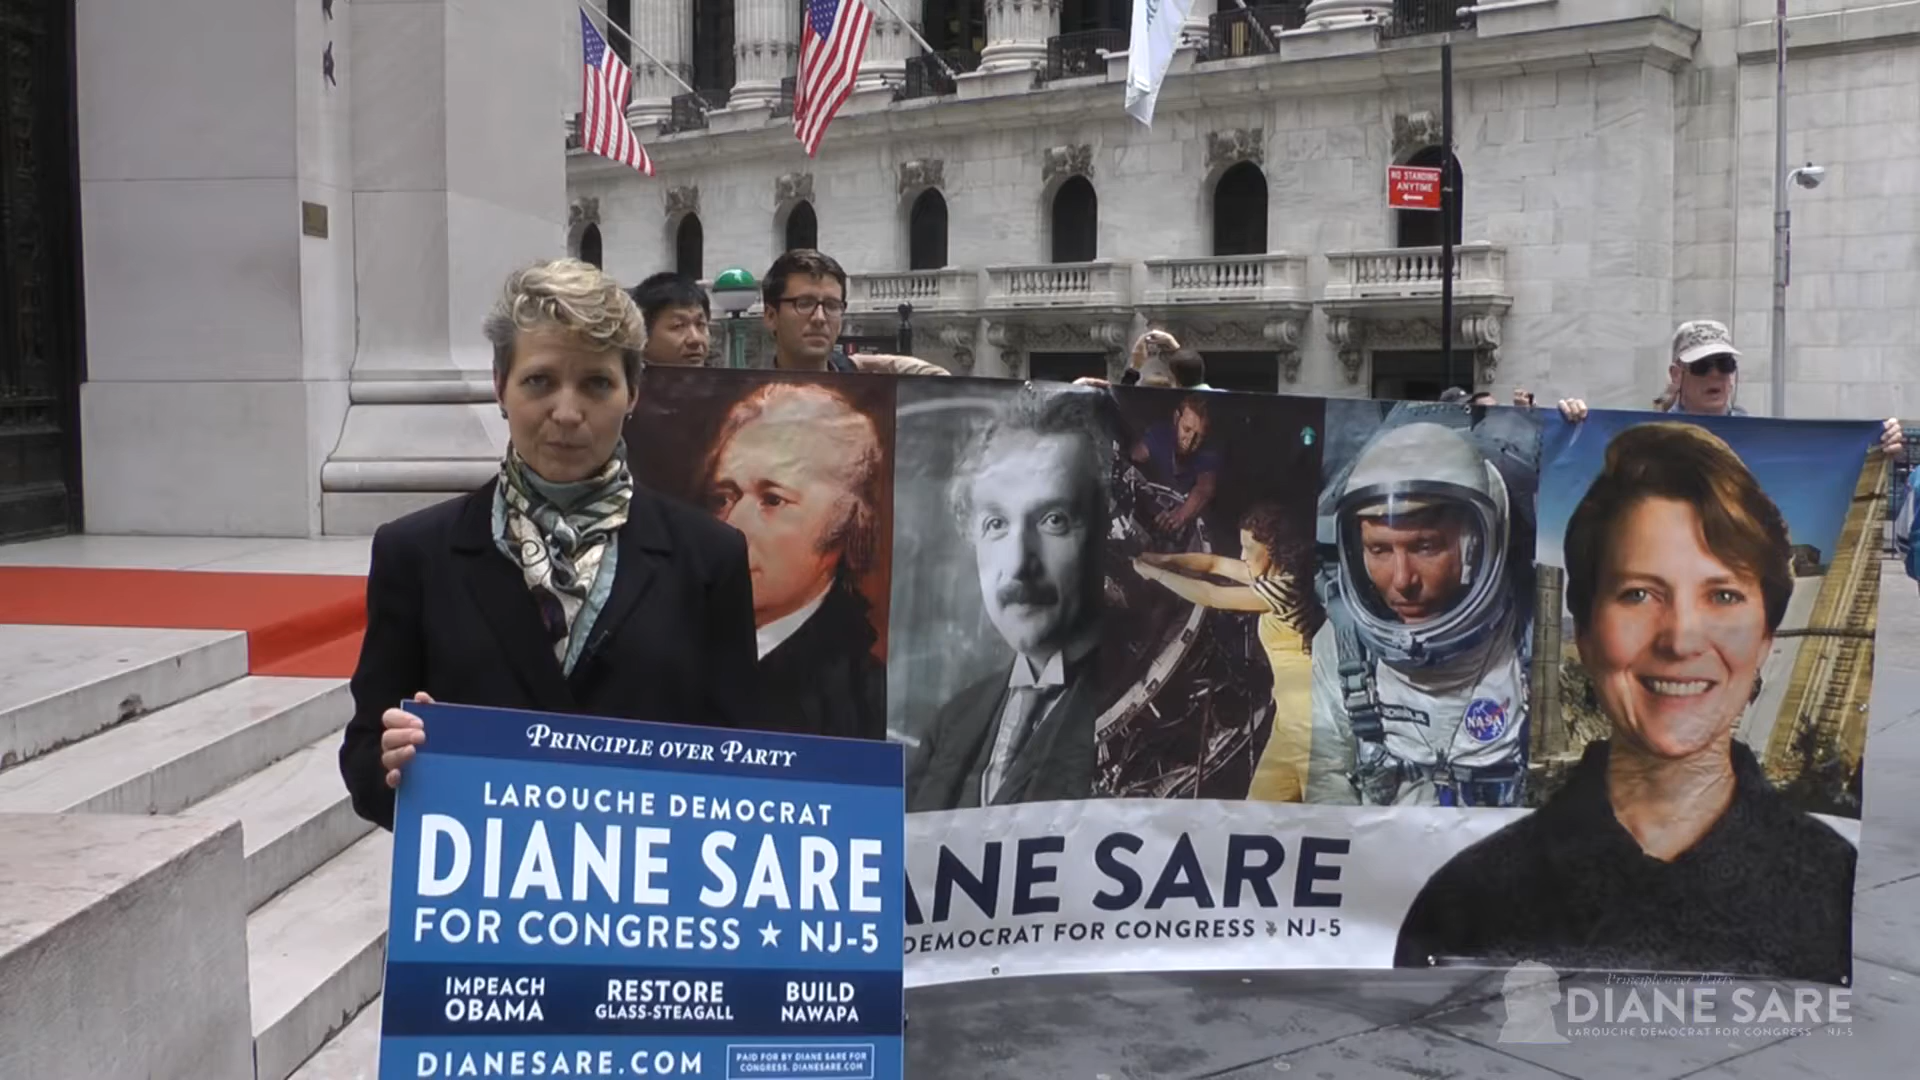 NO STANDING
ANYTIME
NASA
PRINCIPLE OVER PARTY
LAROUCHE DEMOCRAT
DIANE SARE
FOR CONGRESS ★ NJ-5
IMPEACH
OBAMA
RESTORE
GLASS-STEAGALL
BUILD
NAWAPA
DIANESARE.COM
PAID FOR BY DIANE SARE FOR
CONGRESS. DIANESARE.COM
ANE SARE
DEMOCRAT FOR CONGRESS NJ-5
Principle over Party
DIANE SARE
LAROUCHE DEMOCRAT FOR CONGRESS NJ-5